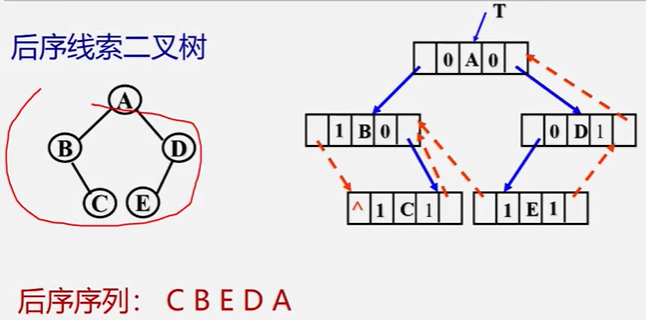 后序线索二叉树
T
0 A 0
A
B
D
C
E
1 B 0
0 D 1
^ 1 C 1
1 E 1
后序序列： C B E D A